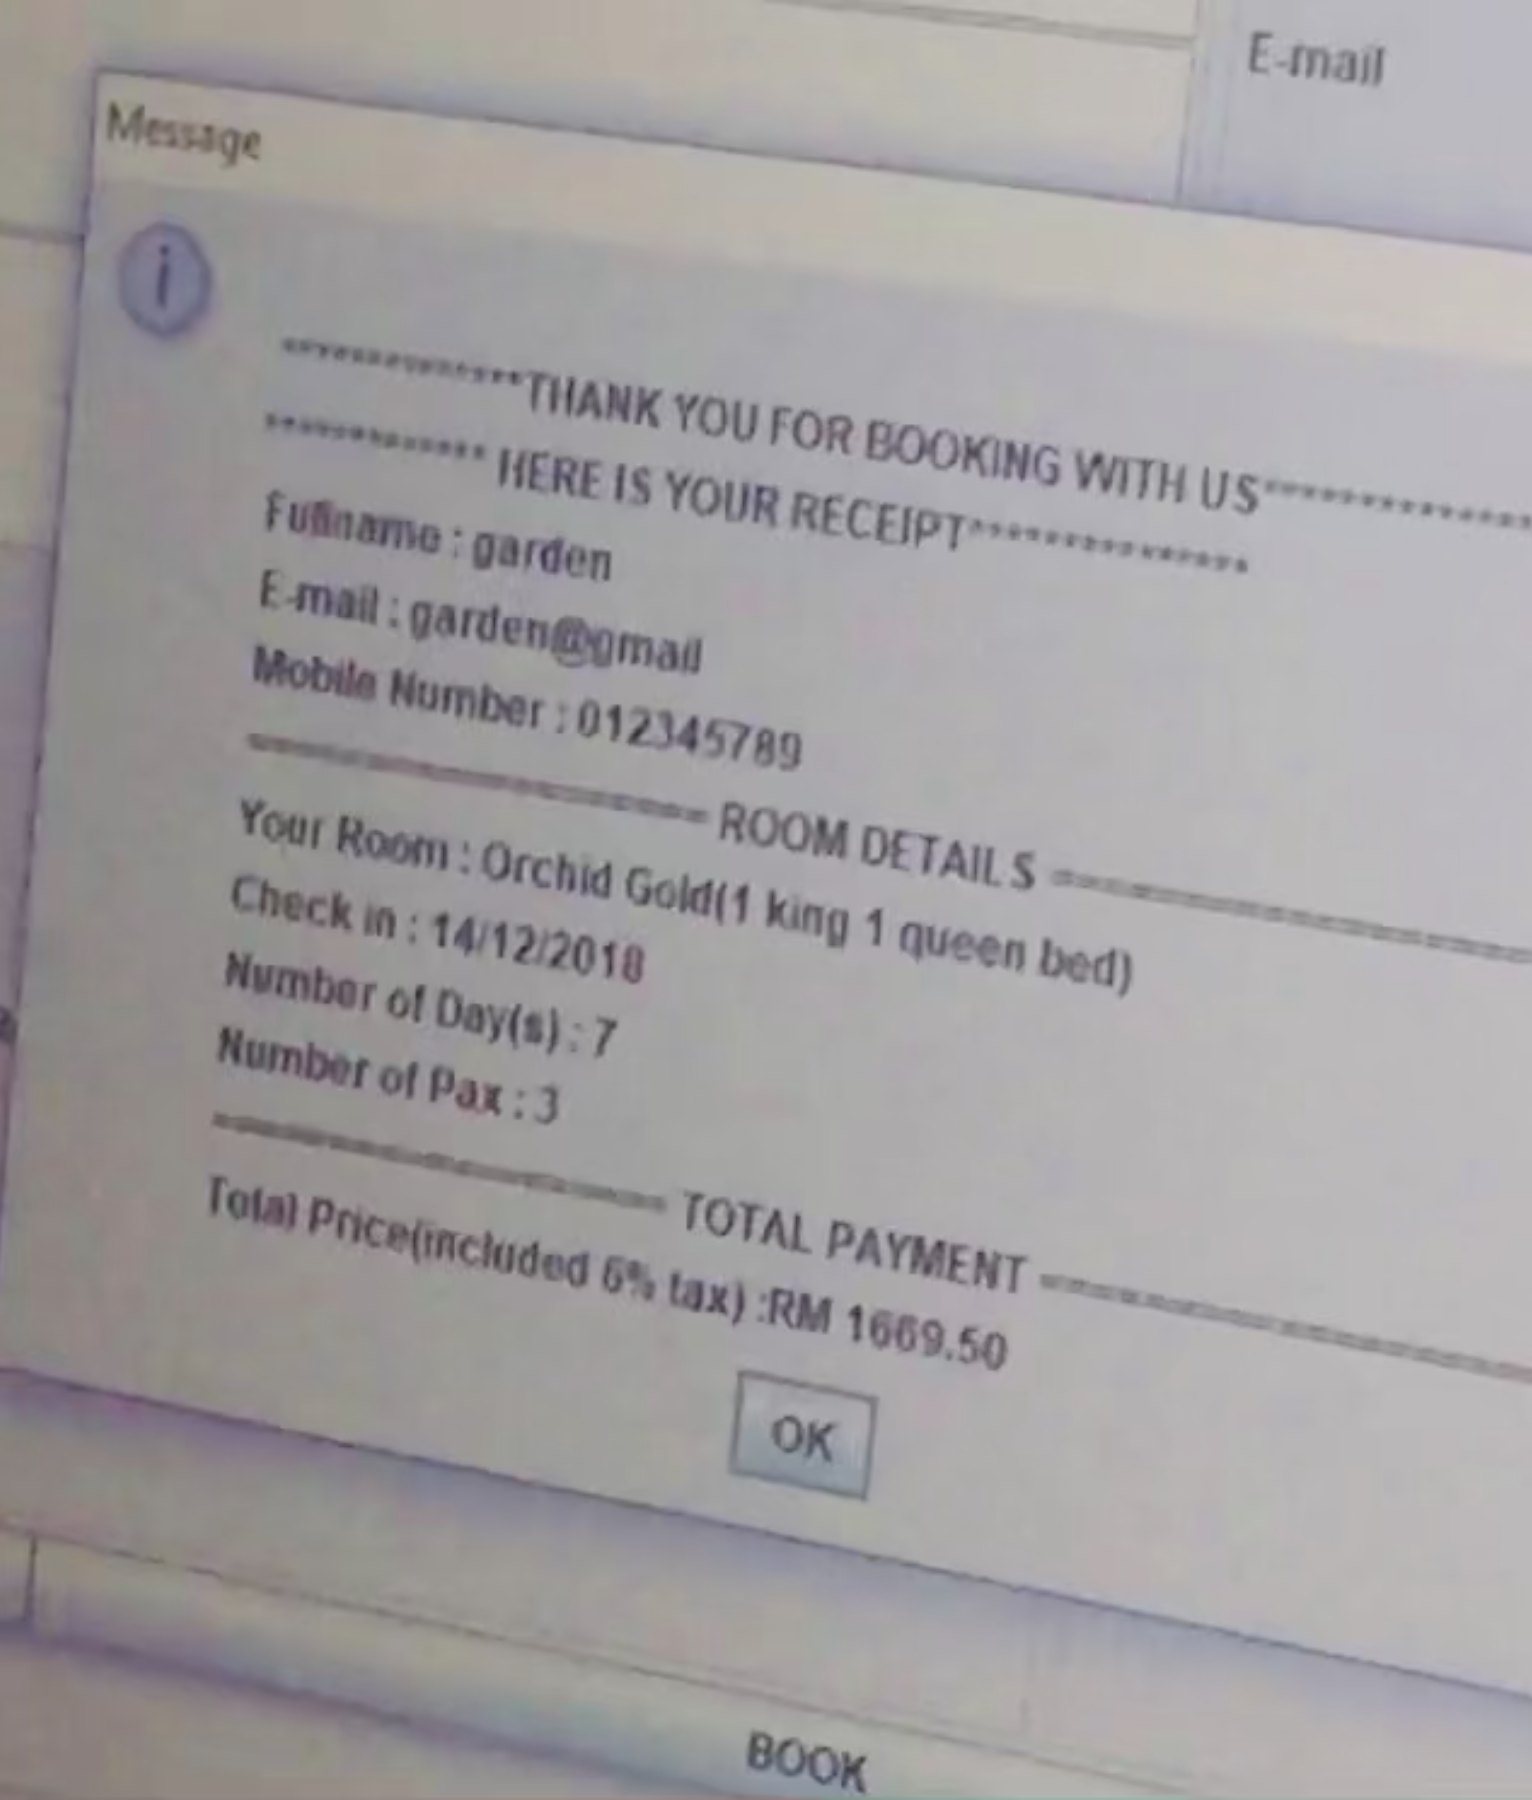 E-mail
Message
i
***************THANK YOU FOR BOOKING WITH US***************
************** HERE IS YOUR RECEIPT****************
Fullname : garden
E-mail : garden@gmail
Mobile Number : 012345789
==================== ROOM DETAILS ====================
Your Room : Orchid Gold(1 king 1 queen bed)
Check in : 14/12/2018
Number of Day(s) : 7
Number of Pax : 3
==================== TOTAL PAYMENT ====================
Total Price(included 6% tax) :RM 1669.50
OK
BOOK